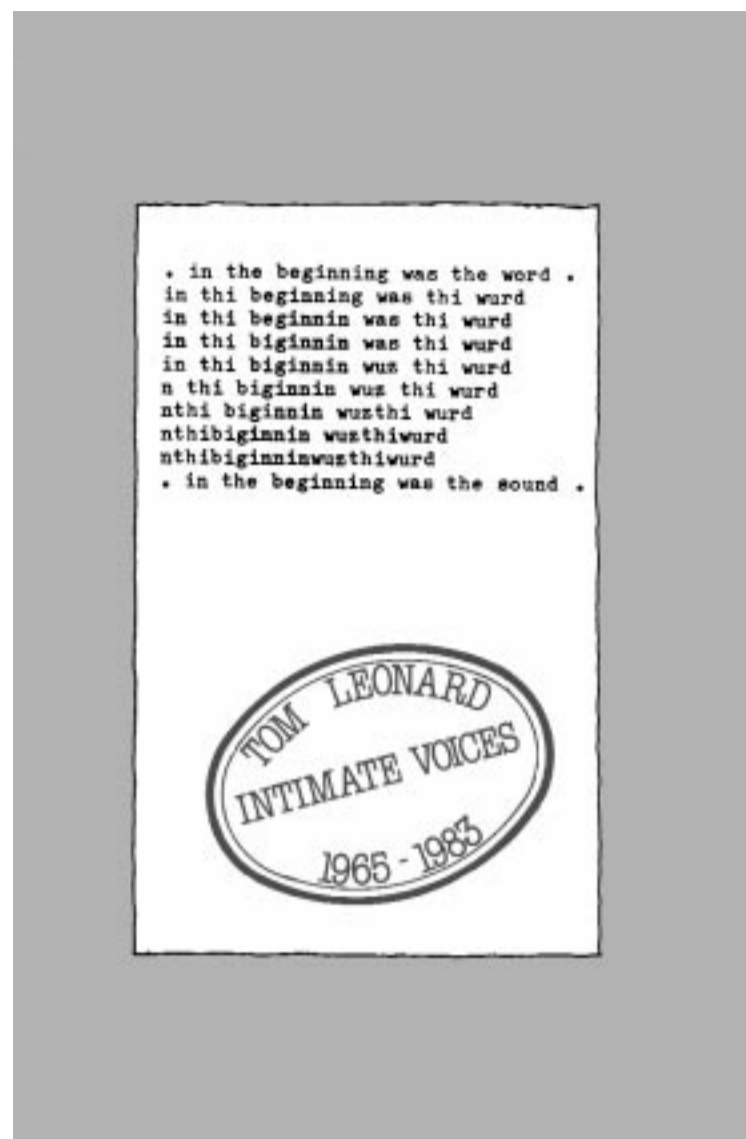 . in the beginning was the word .
in thi beginning was thi wurd
in thi beginnin was thi wurd
in thi biginnin was thi wurd
in thi biginnin wuz thi wurd
n thi biginnin wuz thi wurd
nthi biginnin wuzthi wurd
nthibiginnin wuzthiwurd
nthibiginninwuzthiwurd
. in the beginning was the sound .
TOM LEONARD
INTIMATE VOICES
1965 - 1983